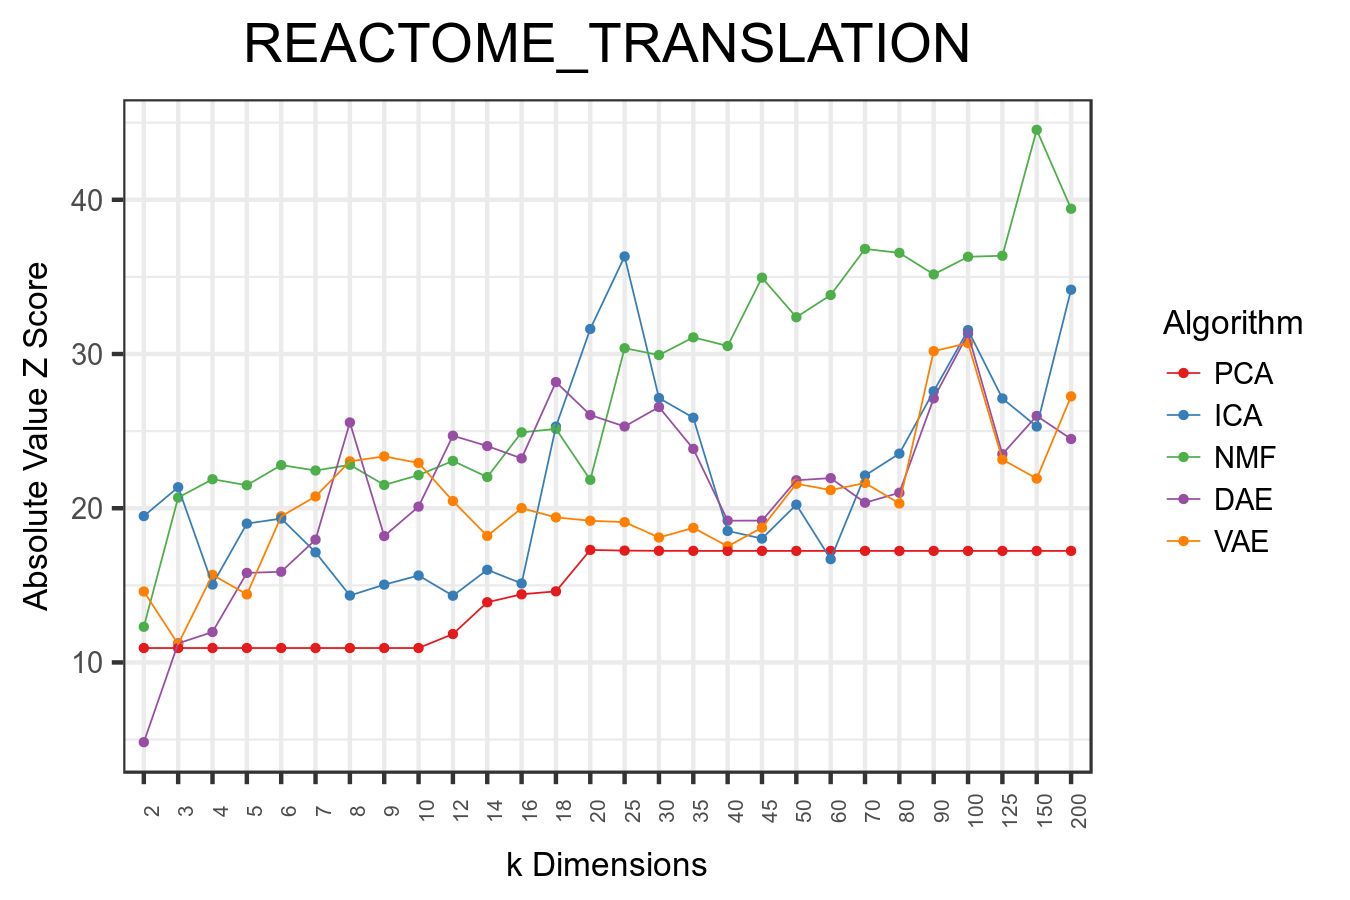 REACTOME_TRANSLATION
Absolute Value Z Score
40
30
20
10
2 3 4 5 6 7 8 9 10 12 14 16 18 20 25 30 35 40 45 50 60 70 80 90 100 125 150 200
k Dimensions
Algorithm
PCA
ICA
NMF
DAE
VAE